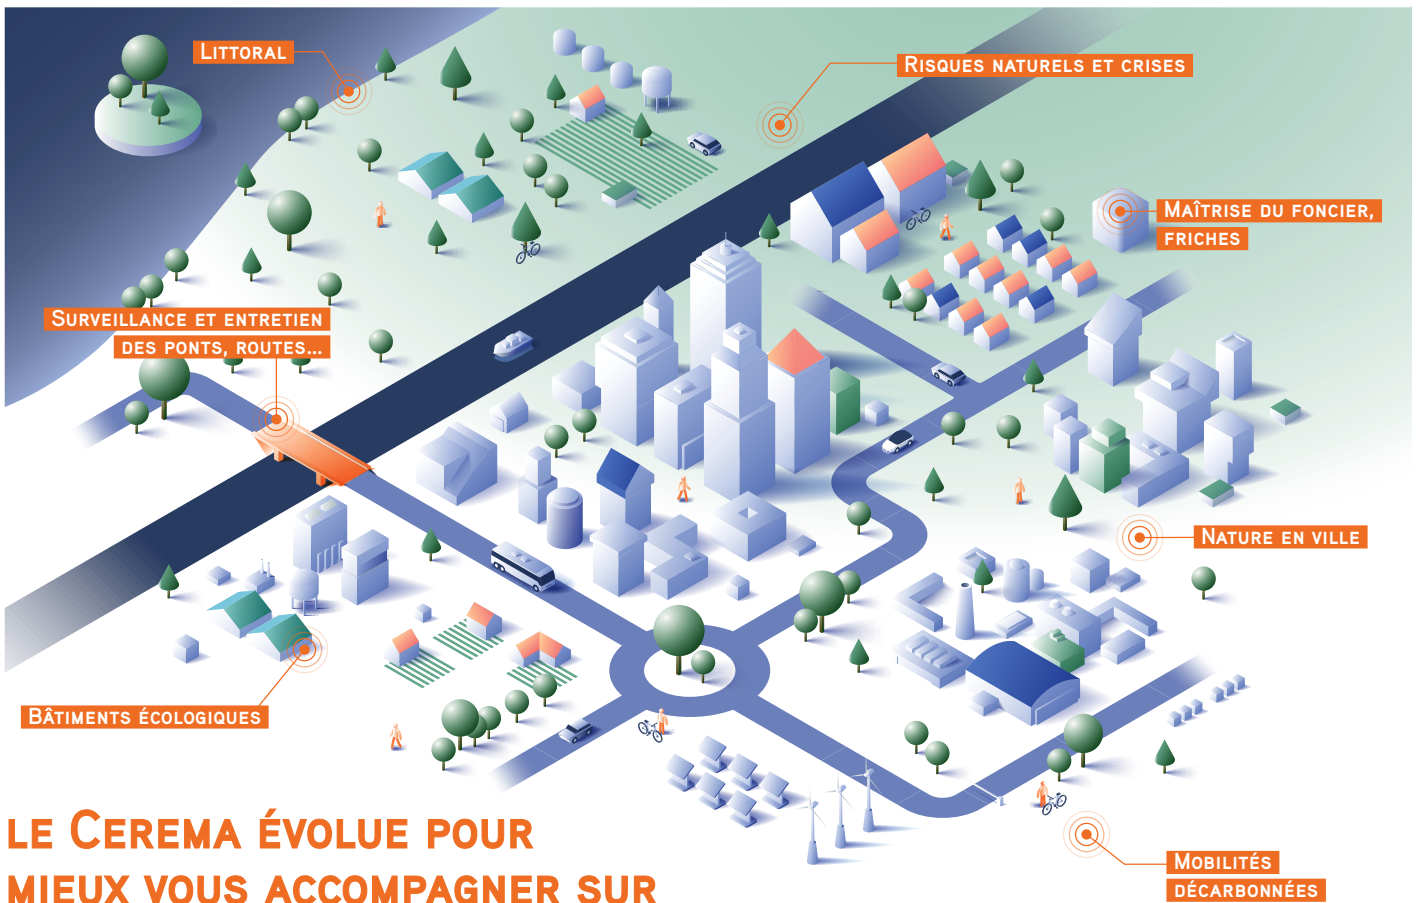 Littoral
Risques naturels et crises
Maîtrise du foncier,
friches
Surveillance et entretien
des ponts, routes...
Nature en ville
Bâtiments écologiques
le Cerema évolue pour
mieux vous accompagner sur
Mobilités
décarbonnées